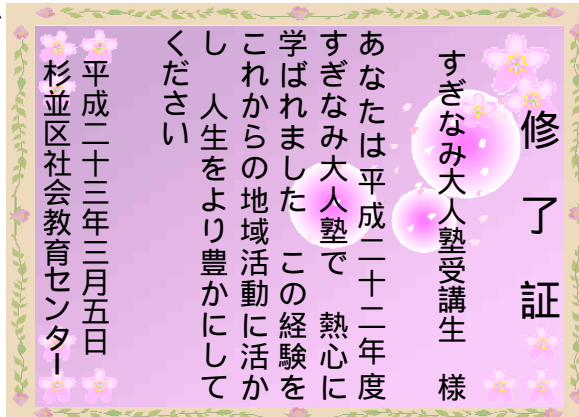 修了証
すぎなみ大人塾受講生　様
あなたは平成二十二年度
すぎなみ大人塾で　熱心に
学ばれました　この経験を
これからの地域活動に活か
し　人生をより豊かにして
ください
平成二十三年三月五日
杉並区社会教育センター